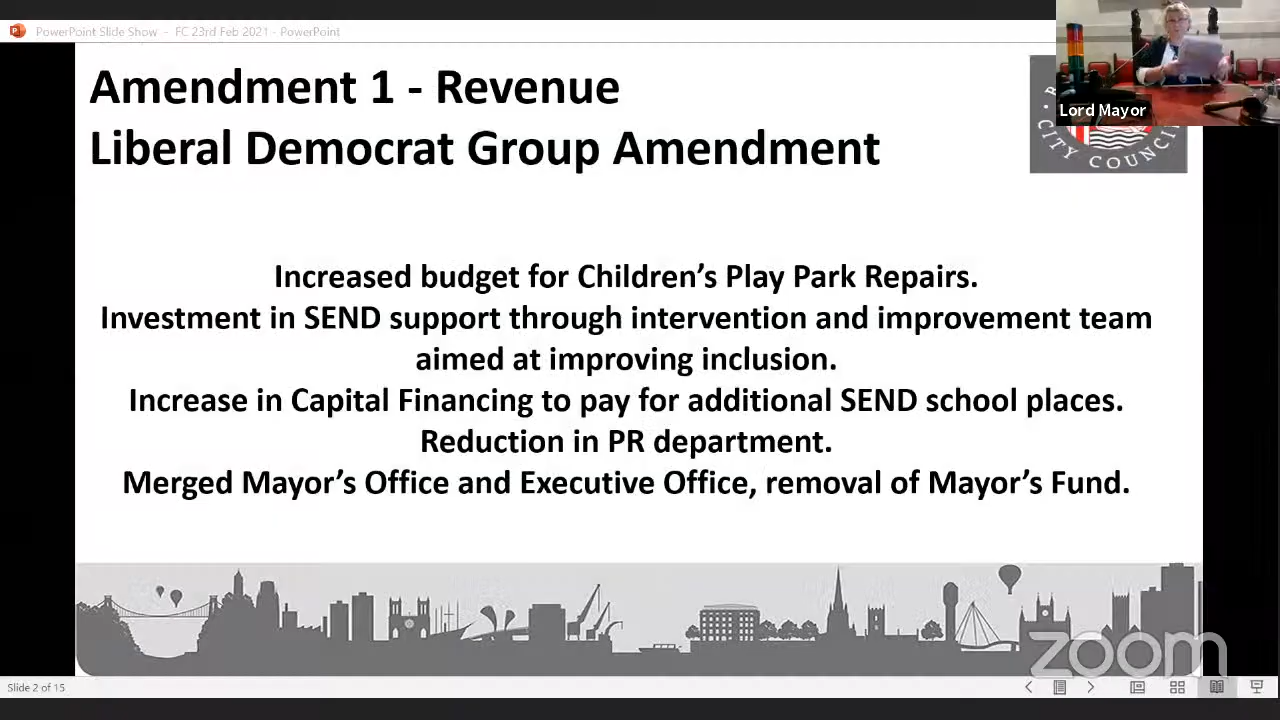 PowerPoint Slide Show - FC 23rd Feb 2021 - PowerPoint
Lord Mayor
Amendment 1 - Revenue
Liberal Democrat Group Amendment
CITY COUNCI
Increased budget for Children’s Play Park Repairs.
Investment in SEND support through intervention and improvement team
aimed at improving inclusion.
Increase in Capital Financing to pay for additional SEND school places.
Reduction in PR department.
Merged Mayor’s Office and Executive Office, removal of Mayor’s Fund.
zoom
Slide 2 of 15